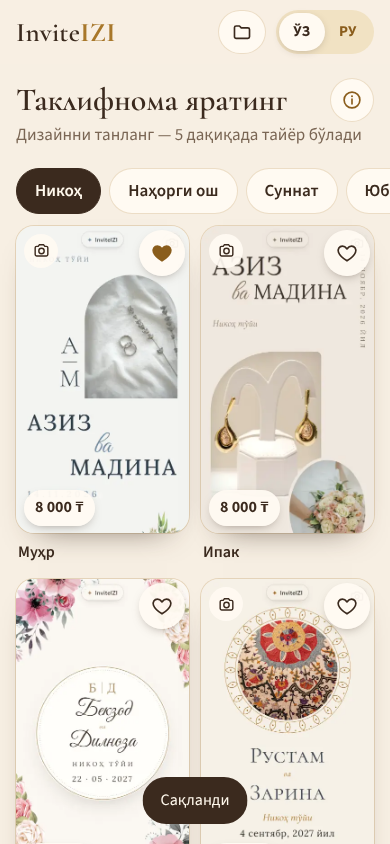 InviteIZI
ЎЗ
РУ
Таклифнома яратинг
Дизайнни танланг — 5 дақиқада тайёр бўлади
Никоҳ
Наҳорги ош
Суннат
Юб
InviteIZI
ТЎЙИ
А
М
АЗИЗ
ва
МАДИНА
8 000 ₸
Муҳр
InviteIZI
АЗИЗ
ва
МАДИНА
Никоҳ тўйи
8 000 ₸
Ипак
InviteIZI
Б | Д
Бекзод
ва
Дилноза
НИКОҲ ТЎЙИ
22 · 05 · 2027
InviteIZI
РУСТАМ
ва
ЗАРИНА
Никоҳ тўйи
4 сентябр, 2027 йил
Сақланди